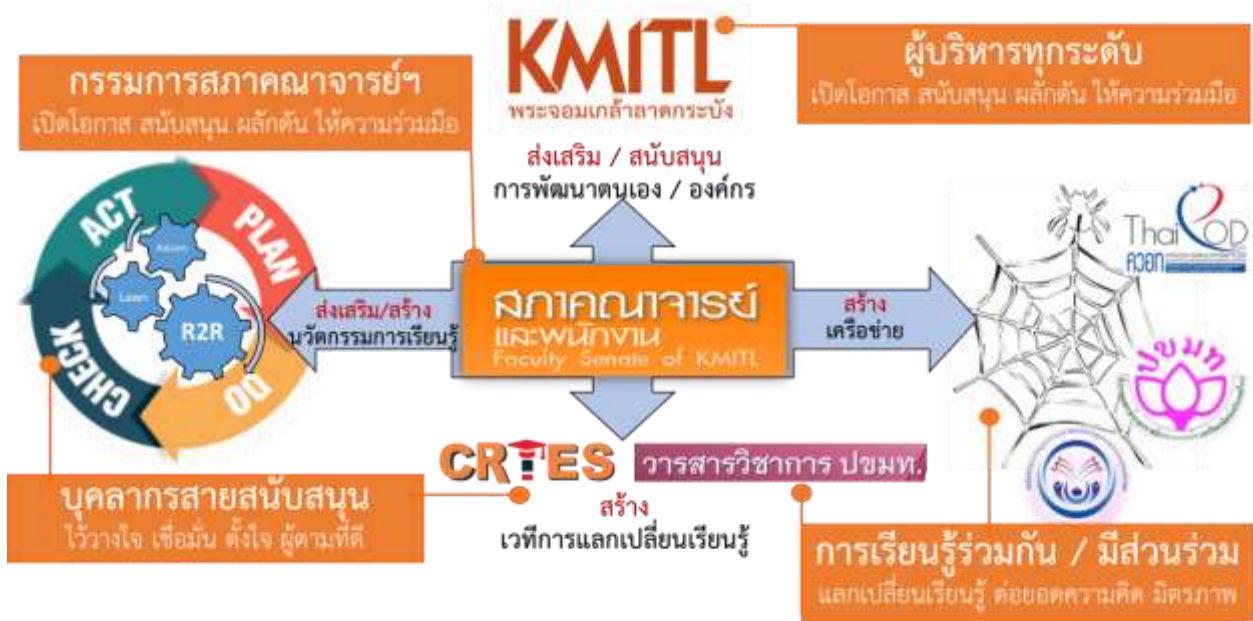 KMITL
พระจอมเกล้าลาดกระบัง
กรรมการสภาคณาจารย์ฯ
เปิดโอกาส สนับสนุน ผลักดัน ให้ความร่วมมือ
ผู้บริหารทุกระดับ
เปิดโอกาส สนับสนุน ผลักดัน ให้ความร่วมมือ
ส่งเสริม / สนับสนุน
การพัฒนาตนเอง / องค์กร
ACT
PLAN
DO
CHECK
Learn
R2R
ส่งเสริม/สร้าง
นวัตกรรมการเรียนรู้
สภาคณาจารย์
และพนักงาน
Faculty Senate of KMITL
สร้าง
เครือข่าย
Thai POD
ควอท
ปขมท
CRTES
วารสารวิชาการ ปขมท.
สร้าง
เวทีการแลกเปลี่ยนเรียนรู้
บุคลากรสายสนับสนุน
ไว้วางใจ เชื่อมั่น ตั้งใจ ผู้ตามที่ดี
การเรียนรู้ร่วมกัน / มีส่วนร่วม
แลกเปลี่ยนเรียนรู้ ต่อยอดความคิด มิตรภาพ